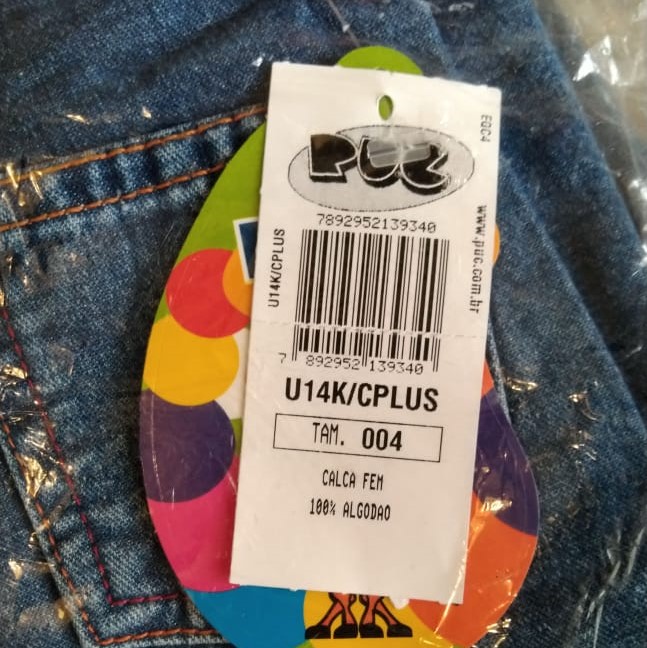 EGC4
PUC
www.puc.com.br
7892952139340
U14K/CPLUS
7 892952 139340
U14K/CPLUS
TAM. 004
CALCA FEM
100% ALGODAO